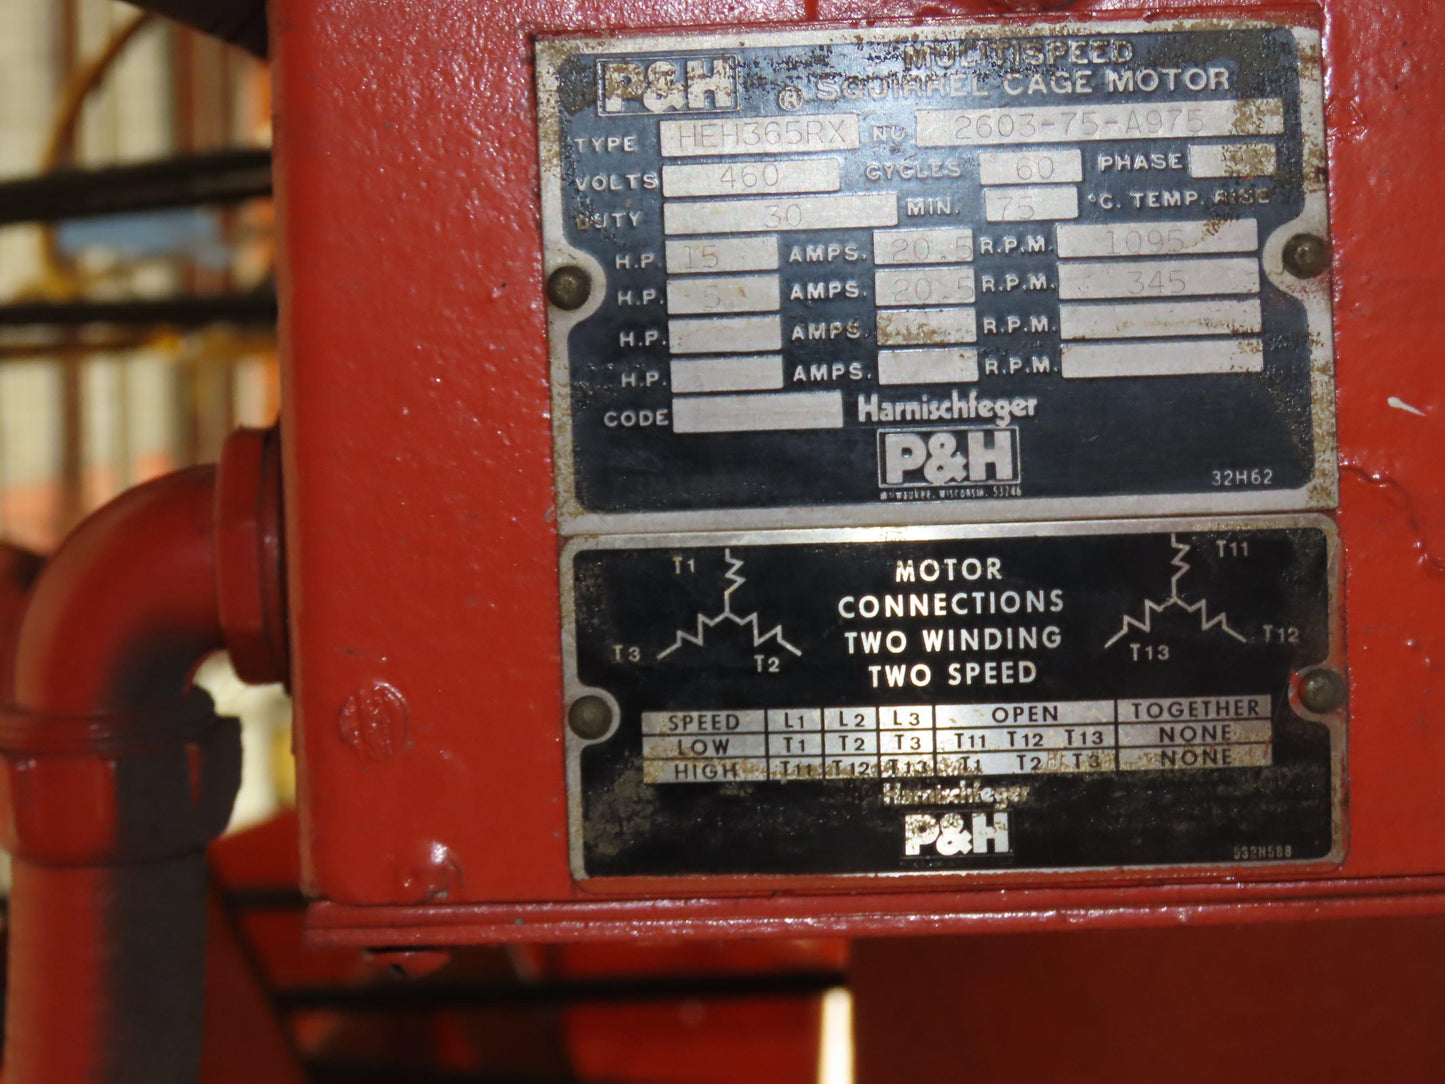 P&H ® MULTISPEED
SQUIRREL CAGE MOTOR
TYPE HEH365RX NO. 2603-75-A975
VOLTS 460 CYCLES 60 PHASE
DUTY 30 MIN. 75 °C. TEMP. RISE
H.P. 15 AMPS. 20.5 R.P.M. 1095
H.P. 5 AMPS. 20.5 R.P.M. 345
H.P. AMPS. R.P.M.
H.P. AMPS. R.P.M.
CODE Harnischfeger
P&H
Milwaukee, Wisconsin, 53246
32H62
T1 T11
MOTOR
CONNECTIONS
TWO WINDING
TWO SPEED
T3 T2 T13 T12
SPEED L1 L2 L3 OPEN TOGETHER
LOW T1 T2 T3 T11 T12 T13 NONE
HIGH T11 T12 T13 T1 T2 T3 NONE
Harnischfeger
P&H
532H588